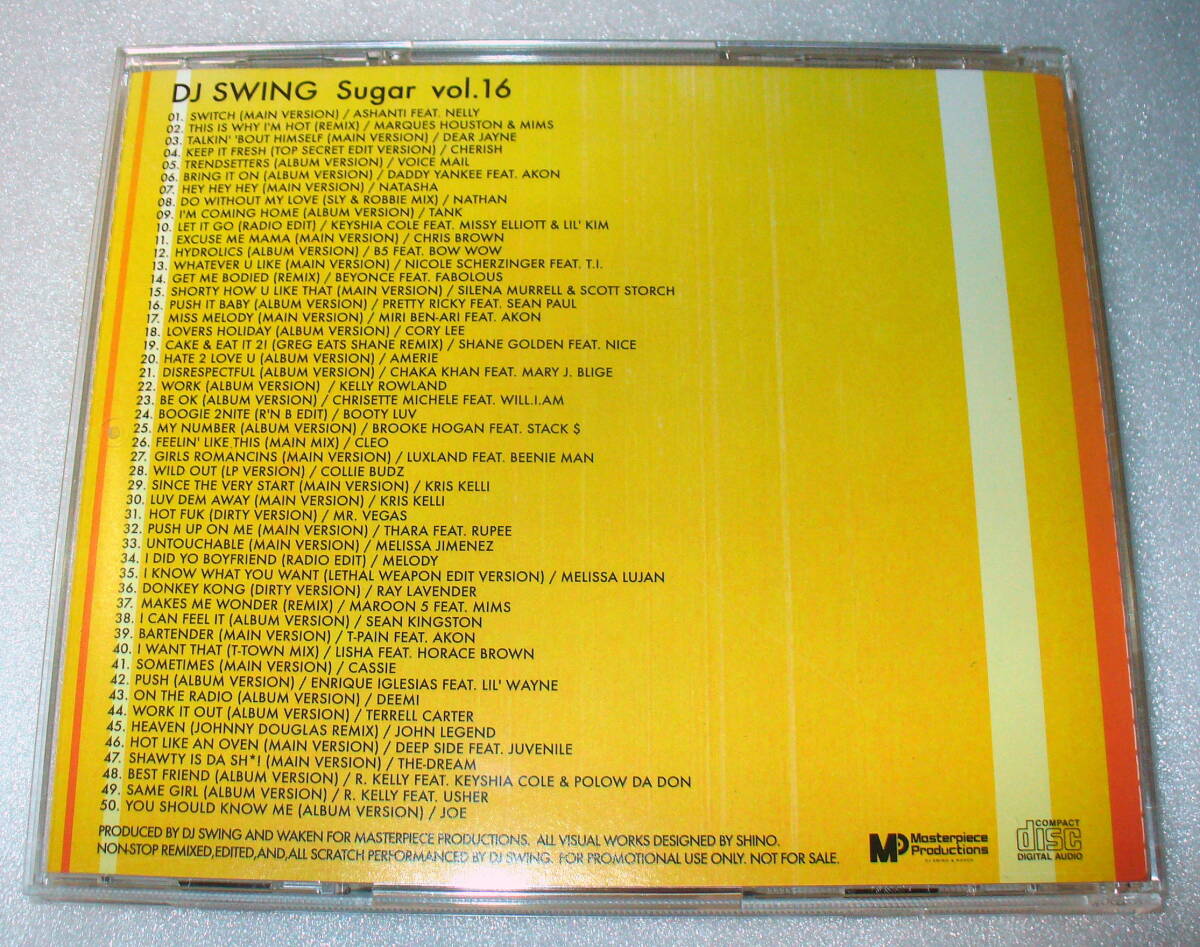 DJ SWING Sugar vol.16
01. SWITCH (MAIN VERSION) / ASHANTI FEAT. NELLY
02. THIS IS WHY I'M HOT (REMIX) / MARQUES HOUSTON & MIMS
03. TALKIN' 'BOUT HIMSELF (MAIN VERSION) / DEAR JAYNE
04. KEEP IT FRESH (TOP SECRET EDIT VERSION) / CHERISH
05. TRENDSETTERS (ALBUM VERSION) / VOICE MAIL
06. BRING IT ON (ALBUM VERSION) / DADDY YANKEE FEAT. AKON
07. HEY HEY HEY (MAIN VERSION) / NATASHA
08. DO WITHOUT MY LOVE (SLY & ROBBIE MIX) / NATHAN
09. I'M COMING HOME (ALBUM VERSION) / TANK
10. LET IT GO (RADIO EDIT) / KEYSHIA COLE FEAT. MISSY ELLIOTT & LIL' KIM
11. EXCUSE ME MAMA (MAIN VERSION) / CHRIS BROWN
12. HYDROLICS (ALBUM VERSION) / B5 FEAT. BOW WOW
13. WHATEVER U LIKE (MAIN VERSION) / NICOLE SCHERZINGER FEAT. T.I.
14. GET ME BODIED (REMIX) / BEYONCE FEAT. FABOLOUS
15. SHORTY HOW U LIKE THAT (MAIN VERSION) / SILENA MURRELL & SCOTT STORCH
16. PUSH IT BABY (ALBUM VERSION) / PRETTY RICKY FEAT. SEAN PAUL
17. MISS MELODY (MAIN VERSION) / MIRI BEN-ARI FEAT. AKON
18. LOVERS HOLIDAY (ALBUM VERSION) / CORY LEE
19. CAKE & EAT IT 2! (GREG EATS SHANE REMIX) / SHANE GOLDEN FEAT. NICE
20. HATE 2 LOVE U (ALBUM VERSION) / AMERIE
21. DISRESPECTFUL (ALBUM VERSION) / CHAKA KHAN FEAT. MARY J. BLIGE
22. WORK (ALBUM VERSION) / KELLY ROWLAND
23. BE OK (ALBUM VERSION) / CHRISETTE MICHELE FEAT. WILL.I.AM
24. BOOGIE 2NITE (R'N B EDIT) / BOOTY LUV
25. MY NUMBER (ALBUM VERSION) / BROOKE HOGAN FEAT. STACK $
26. FEELIN' LIKE THIS (MAIN MIX) / CLEO
27. GIRLS ROMANCINS (MAIN VERSION) / LUXLAND FEAT. BEENIE MAN
28. WILD OUT (LP VERSION) / COLLIE BUDZ
29. SINCE THE VERY START (MAIN VERSION) / KRIS KELLI
30. LUV DEM AWAY (MAIN VERSION) / KRIS KELLI
31. HOT FUK (DIRTY VERSION) / MR. VEGAS
32. PUSH UP ON ME (MAIN VERSION) / THARA FEAT. RUPEE
33. UNTOUCHABLE (MAIN VERSION) / MELISSA JIMENEZ
34. I DID YO BOYFRIEND (RADIO EDIT) / MELODY
35. I KNOW WHAT YOU WANT (LETHAL WEAPON EDIT VERSION) / MELISSA LUJAN
36. DONKEY KONG (DIRTY VERSION) / RAY LAVENDER
37. MAKES ME WONDER (REMIX) / MAROON 5 FEAT. MIMS
38. I CAN FEEL IT (ALBUM VERSION) / SEAN KINGSTON
39. BARTENDER (MAIN VERSION) / T-PAIN FEAT. AKON
40. I WANT THAT (T-TOWN MIX) / LISHA FEAT. HORACE BROWN
41. SOMETIMES (MAIN VERSION) / CASSIE
42. PUSH (ALBUM VERSION) / ENRIQUE IGLESIAS FEAT. LIL' WAYNE
43. ON THE RADIO (ALBUM VERSION) / DEEMI
44. WORK IT OUT (ALBUM VERSION) / TERRELL CARTER
45. HEAVEN (JOHNNY DOUGLAS REMIX) / JOHN LEGEND
46. HOT LIKE AN OVEN (MAIN VERSION) / DEEP SIDE FEAT. JUVENILE
47. SHAWTY IS DA SH*! (MAIN VERSION) / THE-DREAM
48. BEST FRIEND (ALBUM VERSION) / R. KELLY FEAT. KEYSHIA COLE & POLOW DA DON
49. SAME GIRL (ALBUM VERSION) / R. KELLY FEAT. USHER
50. YOU SHOULD KNOW ME (ALBUM VERSION) / JOE
PRODUCED BY DJ SWING AND WAKEN FOR MASTERPIECE PRODUCTIONS. ALL VISUAL WORKS DESIGNED BY SHINO.
NON-STOP REMIXED,EDITED,AND,ALL SCRATCH PERFORMANCED BY DJ SWING. FOR PROMOTIONAL USE ONLY. NOT FOR SALE.
MP Masterpiece
Productions
DJ SWING & WAKEN
COMPACT
disc
DIGITAL AUDIO